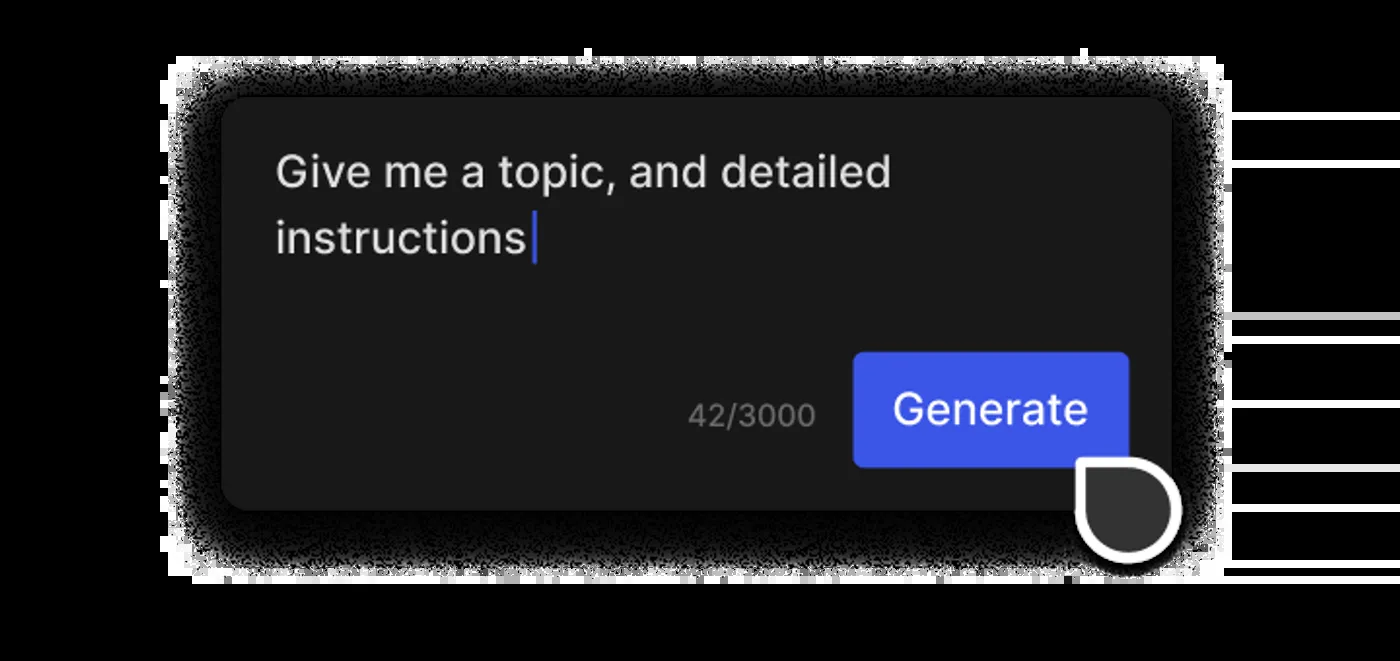 Give me a topic, and detailed
instructions
42/3000
Generate